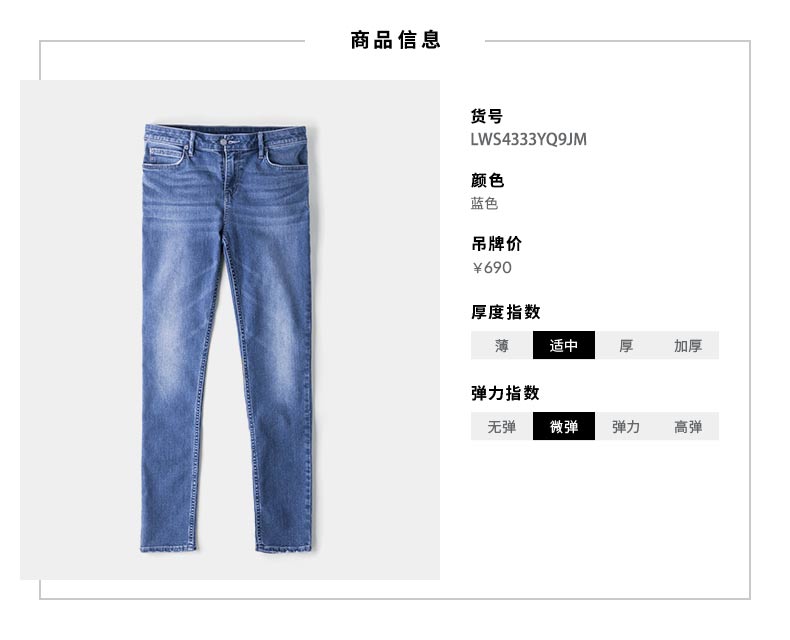 商品信息
货号
LWS4333YQ9JM
颜色
蓝色
吊牌价
￥690
厚度指数
薄 适中 厚 加厚
弹力指数
无弹 微弹 弹力 高弹